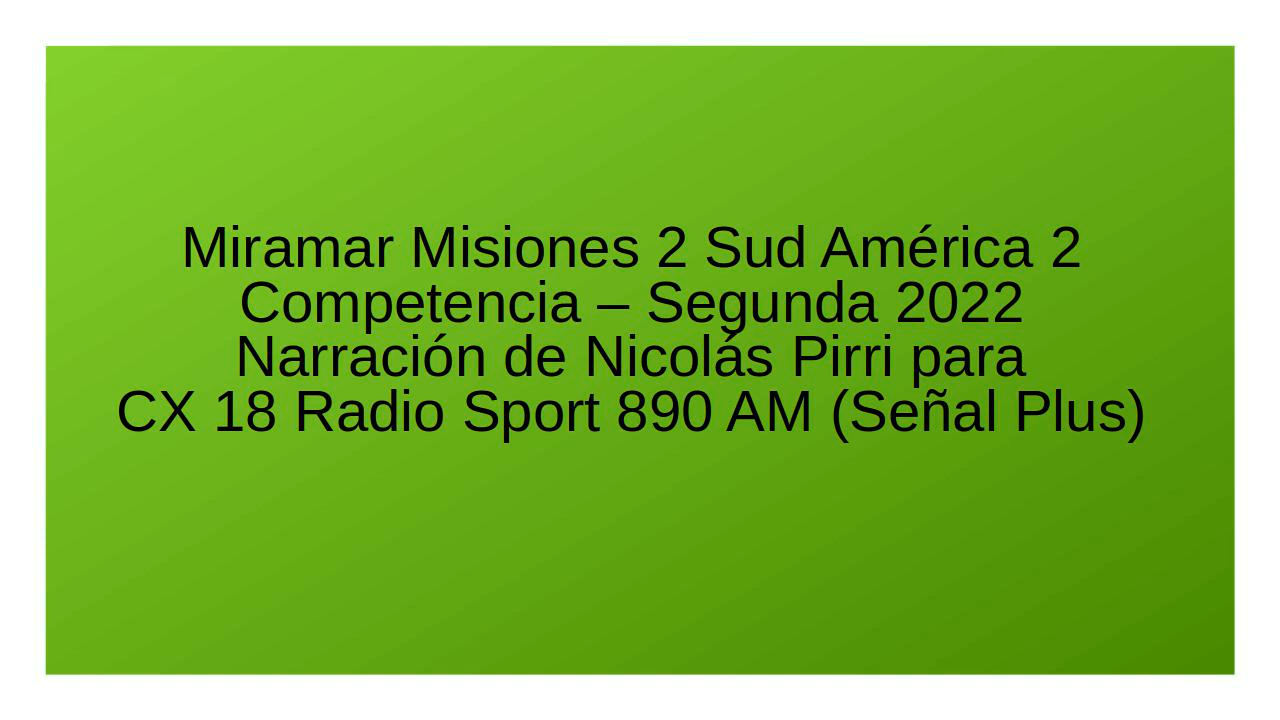 Miramar Misiones 2 Sud América 2
Competencia – Segunda 2022
Narración de Nicolás Pirri para
CX 18 Radio Sport 890 AM (Señal Plus)